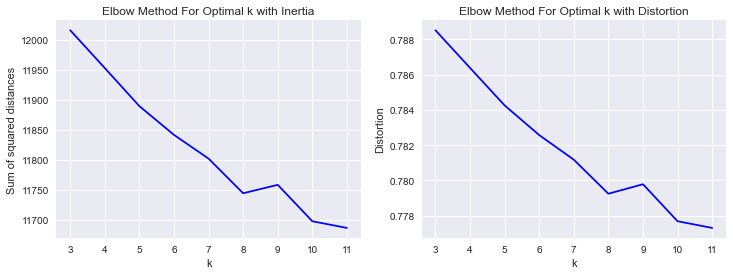 Elbow Method For Optimal k with Inertia
Sum of squared distances
12000
11950
11900
11850
11800
11750
11700
3 4 5 6 7 8 9 10 11
k
Elbow Method For Optimal k with Distortion
Distortion
0.788
0.786
0.784
0.782
0.780
0.778
3 4 5 6 7 8 9 10 11
k